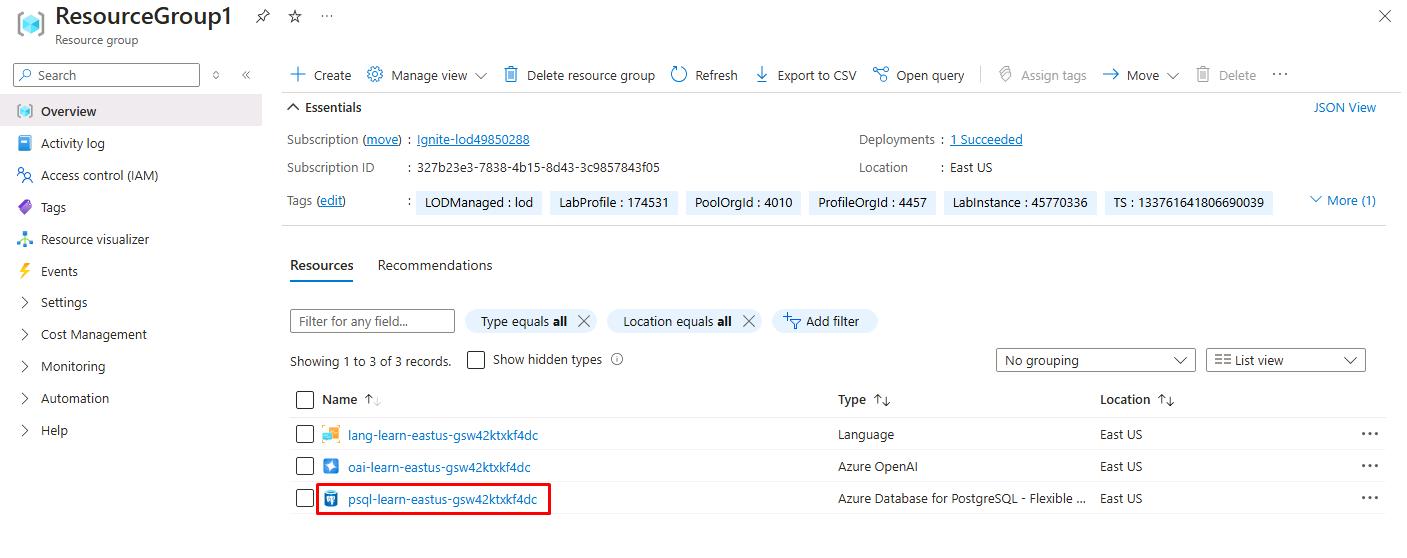 ResourceGroup1
Resource group
Search
Create Manage view Delete resource group Refresh Export to CSV Open query Assign tags Move Delete
Overview
Activity log
Access control (IAM)
Tags
Resource visualizer
Events
Settings
Cost Management
Monitoring
Automation
Help
Essentials JSON View
Subscription (move) : Ignite-lod49850288 Deployments : 1 Succeeded
Subscription ID : 327b23e3-7838-4b15-8d43-3c9857843f05 Location : East US
Tags (edit) : LODManaged : lod LabProfile : 174531 PoolOrgId : 4010 ProfileOrgId : 4457 LabInstance : 45770336 TS : 133761641806690039 More (1)
Resources Recommendations
Filter for any field... Type equals all Location equals all Add filter
Showing 1 to 3 of 3 records. Show hidden types No grouping List view
Name Type Location
lang-learn-eastus-gsw42ktxkf4dc Language East US
oai-learn-eastus-gsw42ktxkf4dc Azure OpenAI East US
psql-learn-eastus-gsw42ktxkf4dc Azure Database for PostgreSQL - Flexible ... East US